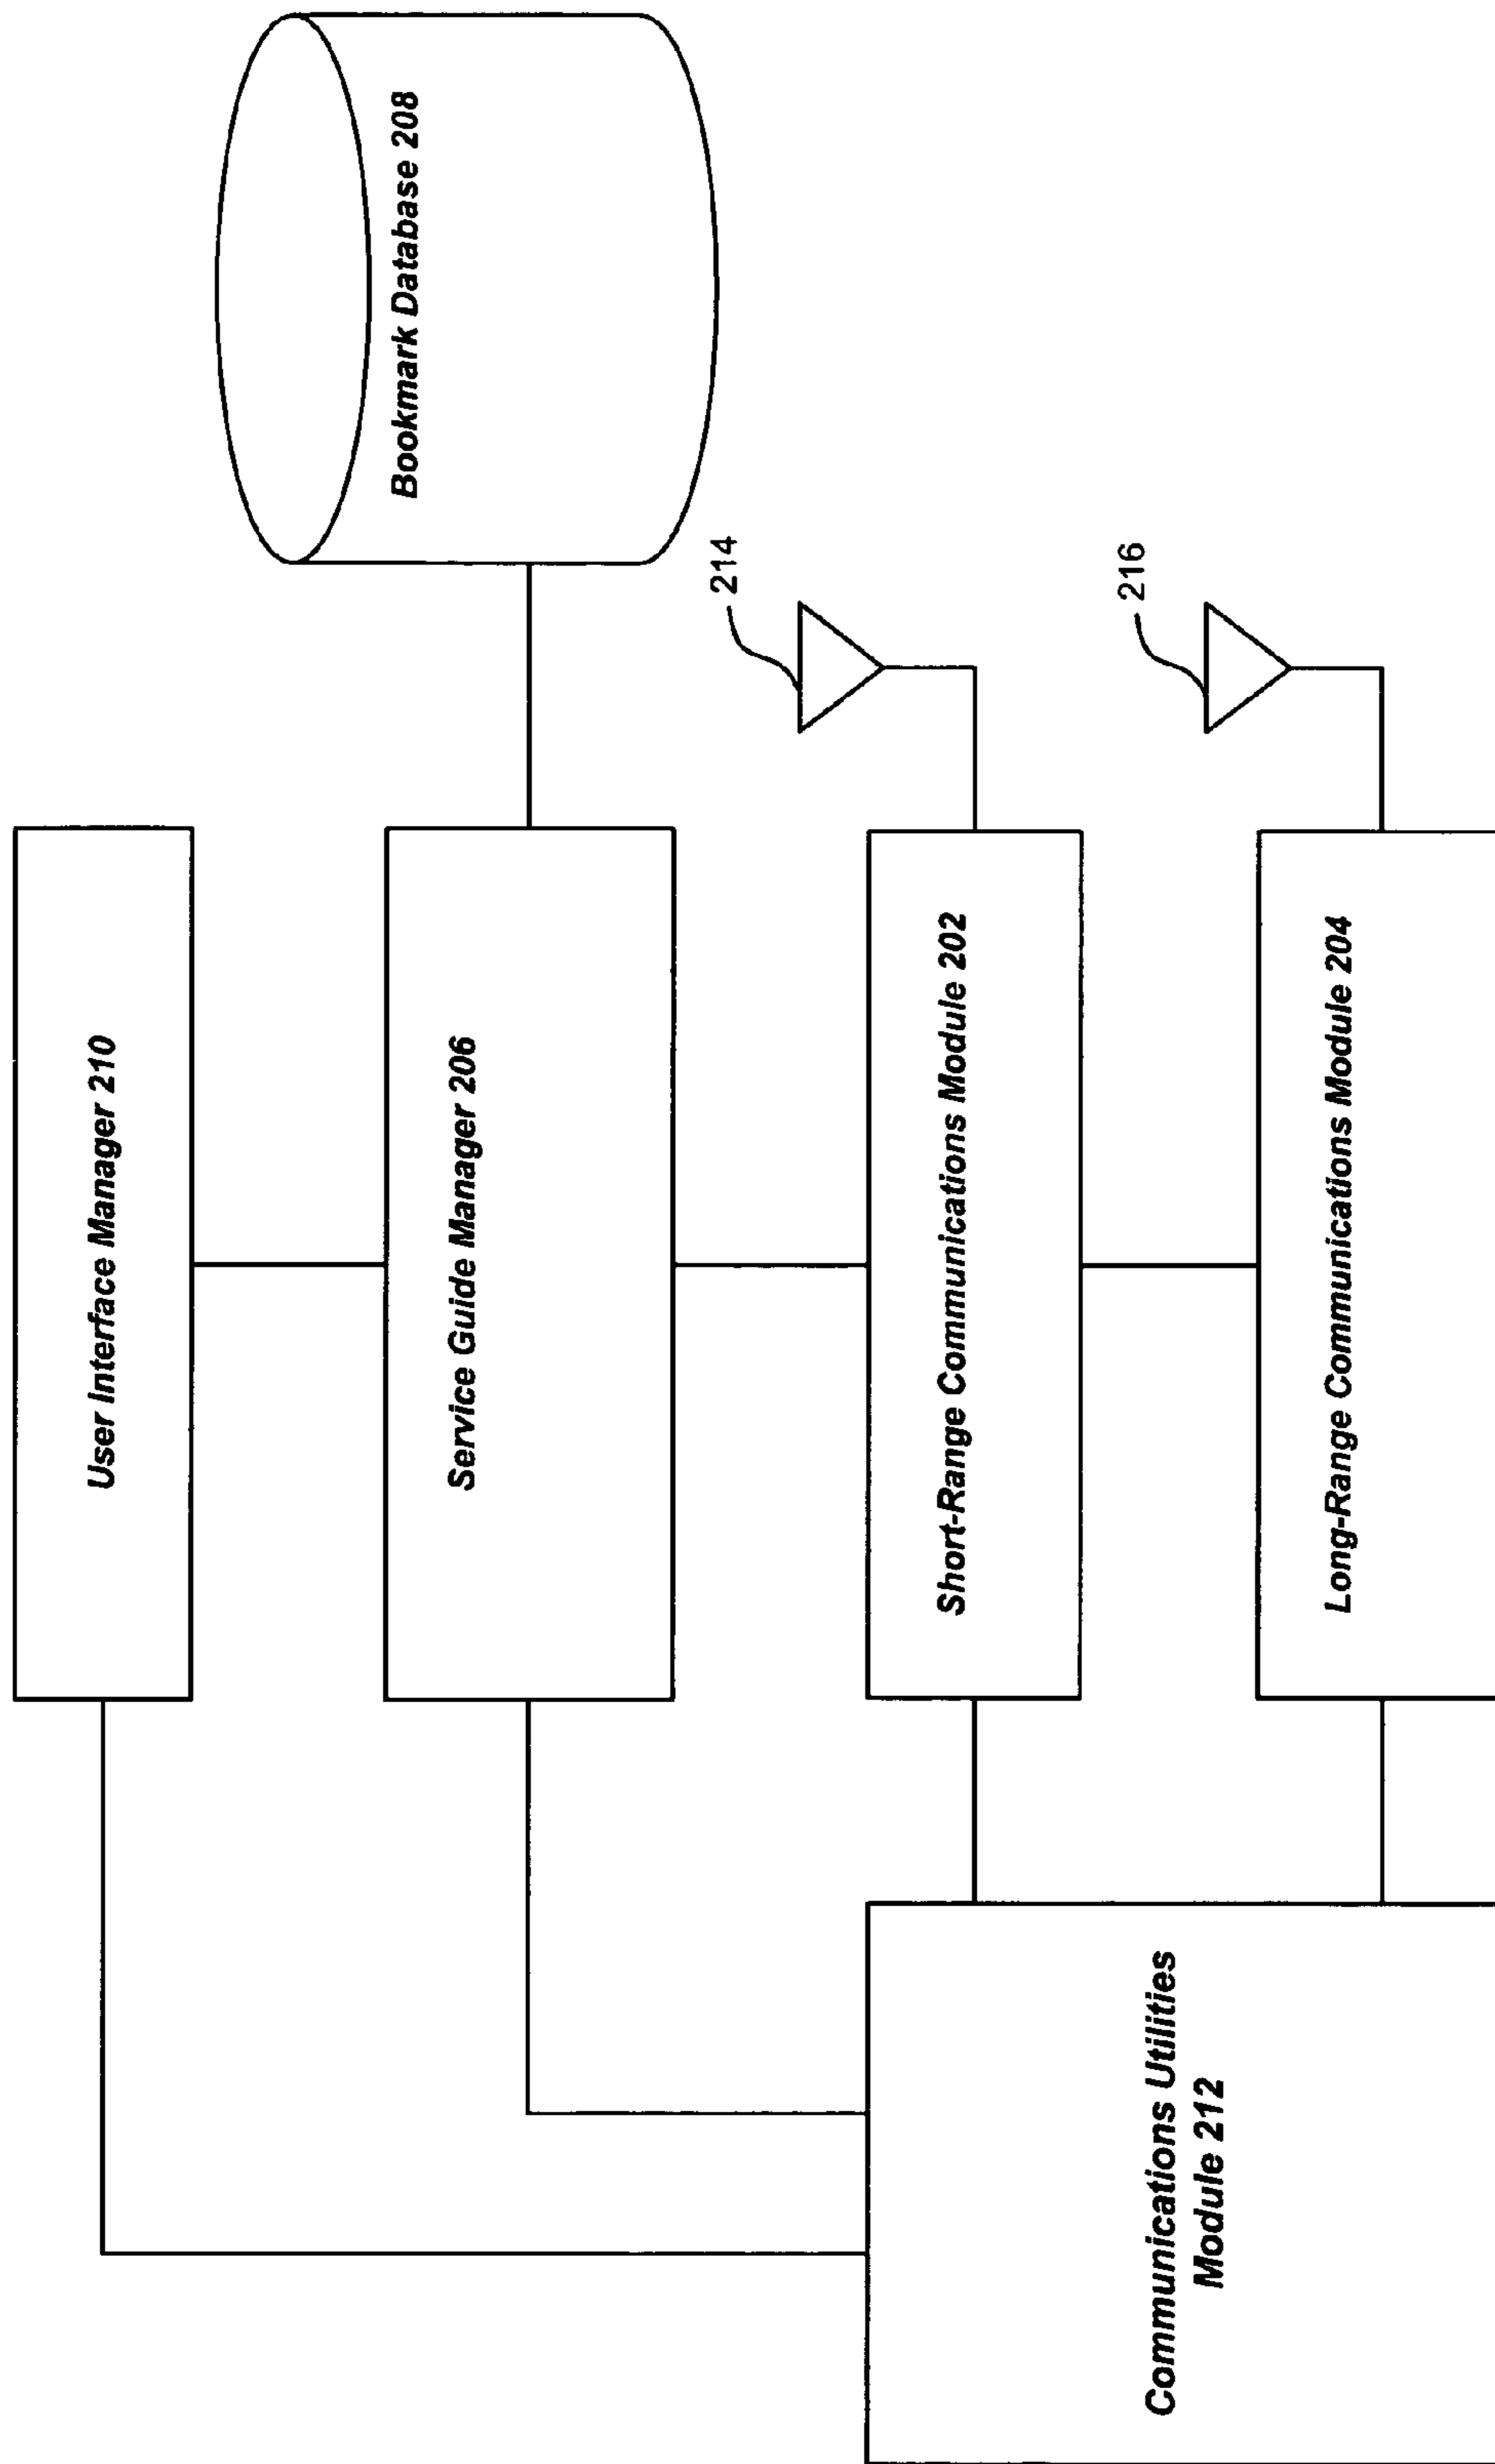 User Interface Manager 210
Service Guide Manager 206
Bookmark Database 208
214
Short-Range Communications Module 202
216
Long-Range Communications Module 204
Communications Utilities
Module 212